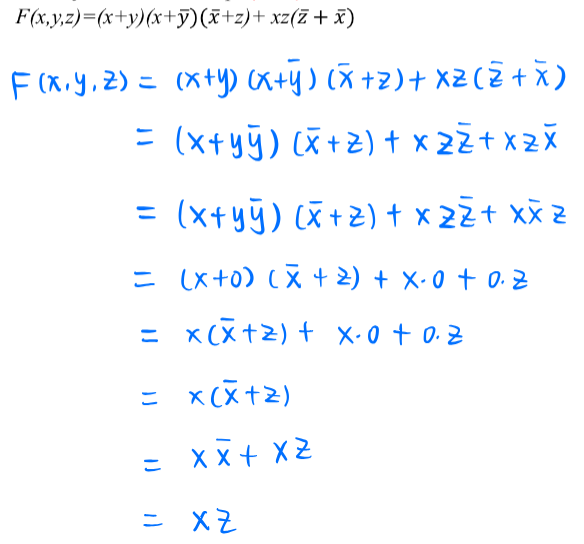 F(x,y,z)=(x+y)(x+ȳ)(x̄+z)+ xz(z̄ + x̄)
F(x,y,z) = (x+y)(x+ȳ)(x̄+z)+ xz(z̄+x̄)
= (x+yȳ)(x̄+z)+ xzz̄+xzx̄
= (x+yȳ)(x̄+z)+ xzz̄+ xx̄z
= (x+0)(x̄+z) + x·0 + 0·z
= x(x̄+z)+ x·0 + 0·z
= x(x̄+z)
= xx̄+ xz
= xz